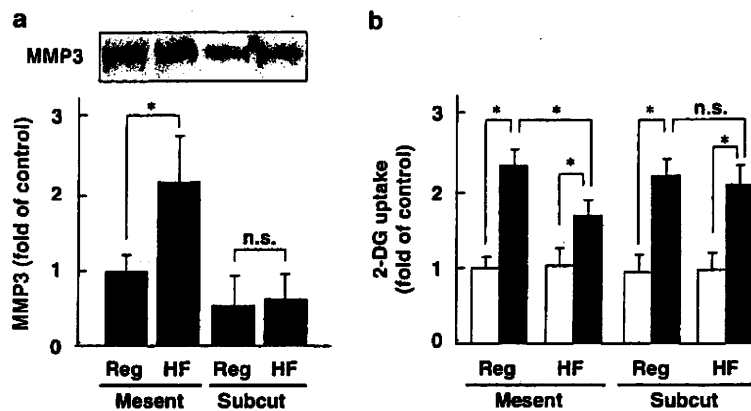 a
MMP3
MMP3 (fold of control)
3
2
1
0
*
n.s.
Reg HF Reg HF
Mesent Subcut
b
2-DG uptake
(fold of control)
3
2
1
0
* * * n.s.
* *
Reg HF Reg HF
Mesent Subcut